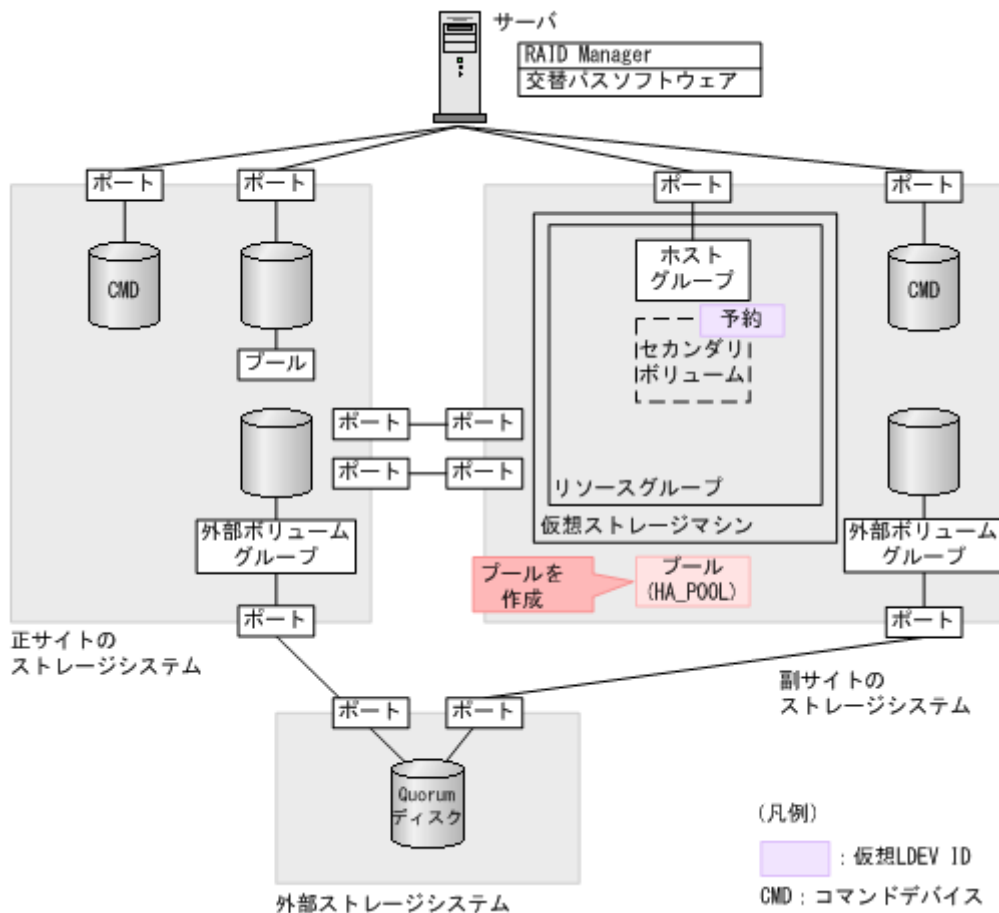 サーバ
RAID Manager
交替パスソフトウェア
ポート
ポート
ポート
ポート
CMD
ホスト
グループ
CMD
予約
セカンダリ
ボリューム
プール
ポート
ポート
ポート
ポート
リソースグループ
仮想ストレージマシン
外部ボリューム
グループ
外部ボリューム
グループ
プールを
作成
プール
(HA_POOL)
ポート
ポート
正サイトの
ストレージシステム
副サイトの
ストレージシステム
ポート
ポート
Quorum
ディスク
外部ストレージシステム
(凡例)
:仮想LDEV ID
CMD:コマンドデバイス